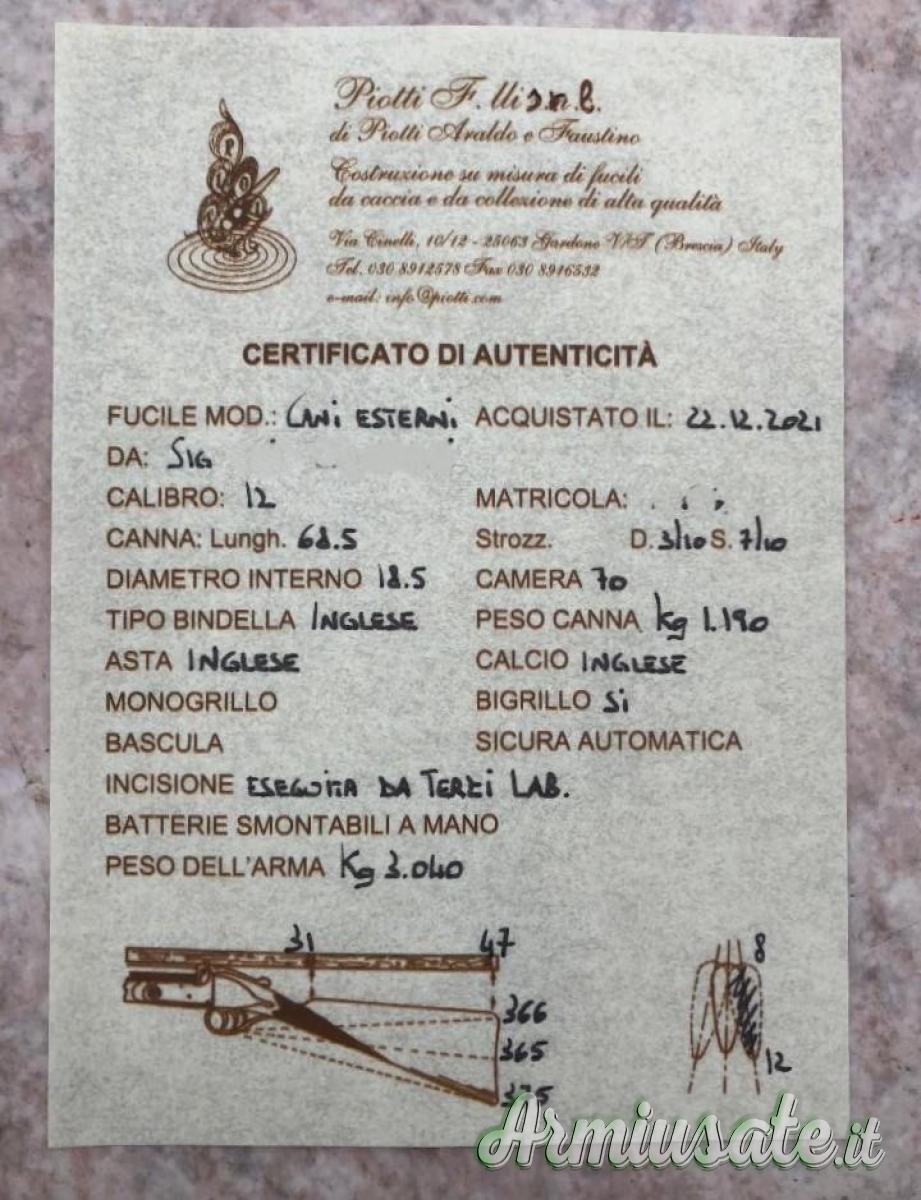 Piotti F.lli s.n.c.
di Piotti Araldo e Faustino
Costruzione su misura di fucili
da caccia e da collezione di alta qualità
Via Cinelli, 10/12 - 25063 Gardone V/T (Brescia) Italy
Tel. 030 8912578 Fax 030 8916532
e-mail: info@piotti.com
CERTIFICATO DI AUTENTICITÀ
FUCILE MOD.: CANI ESTERNI ACQUISTATO IL: 22.12.2021
DA: SIG
CALIBRO: 12 MATRICOLA:
CANNA: Lungh. 68.5 Strozz. D. 3/10 S. 7/10
DIAMETRO INTERNO 18.5 CAMERA 70
TIPO BINDELLA INGLESE PESO CANNA Kg 1.190
ASTA INGLESE CALCIO INGLESE
MONOGRILLO BIGRILLO Si
BASCULA SICURA AUTOMATICA
INCISIONE ESEGUITA DA TERZI LAB.
BATTERIE SMONTABILI A MANO
PESO DELL'ARMA Kg 3.040
31 47 8
366
365
12
375
Armiusate.it